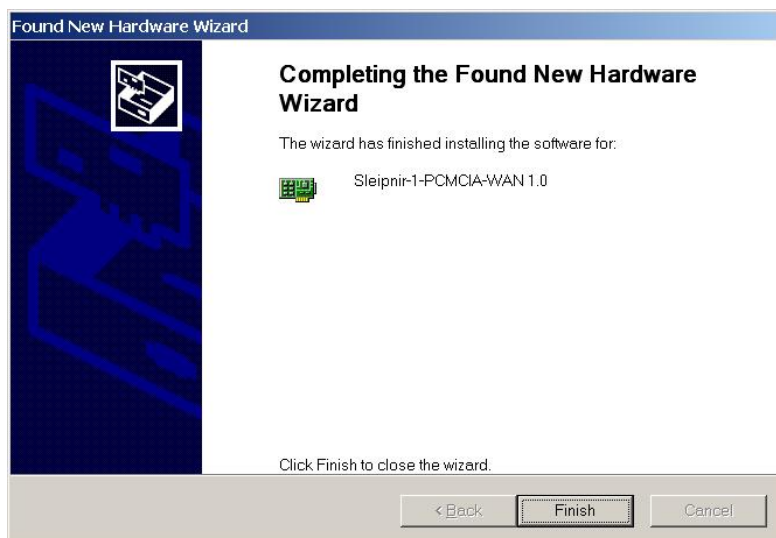 Found New Hardware Wizard
Completing the Found New Hardware
Wizard
The wizard has finished installing the software for:
Sleipnir-1-PCMCIA-WAN 1.0
Click Finish to close the wizard.
< Back
Finish
Cancel